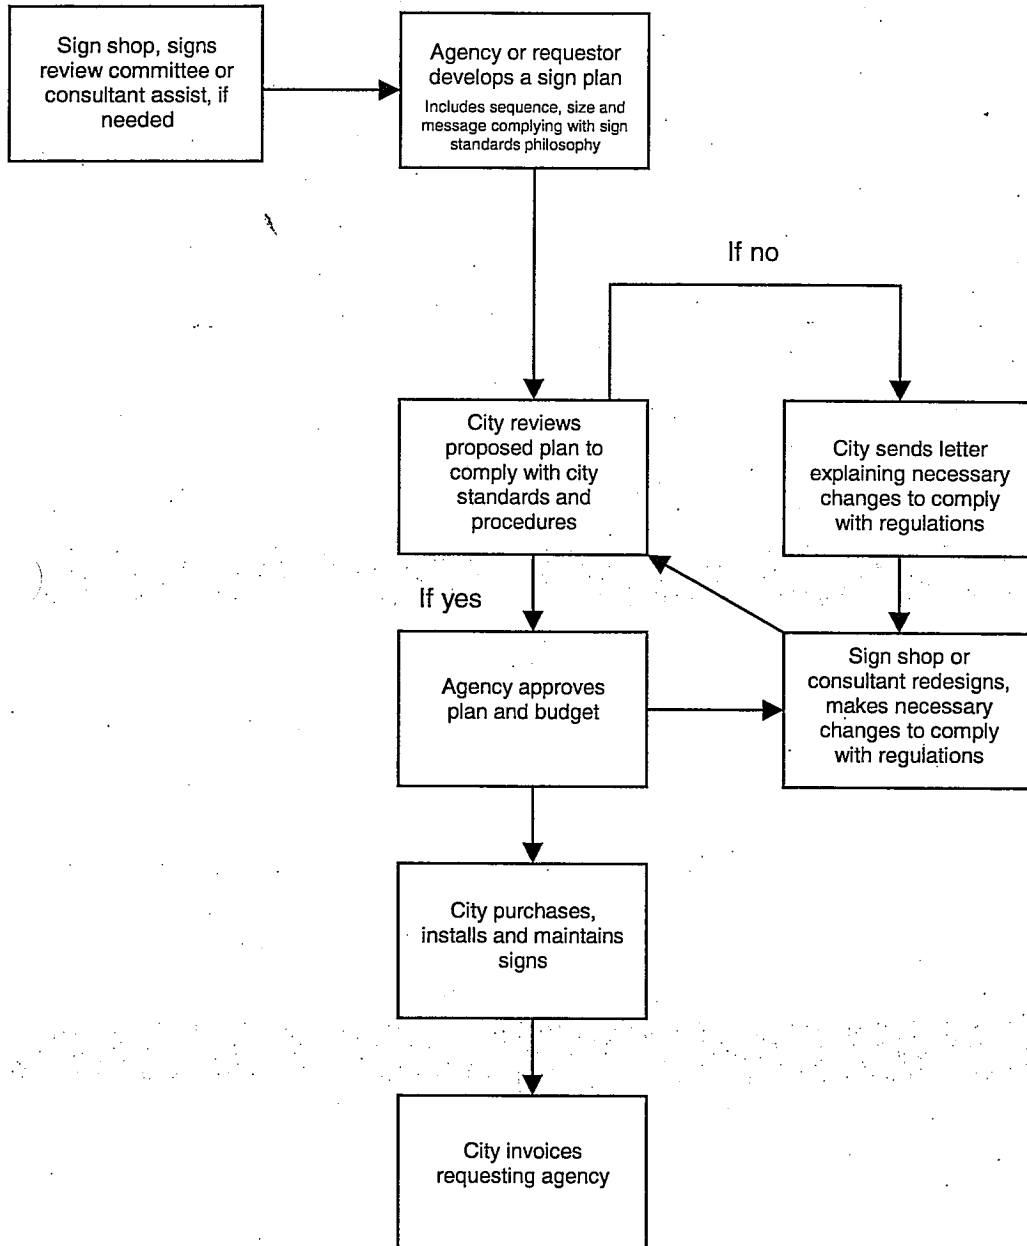 Sign shop, signs
review committee or
consultant assist, if
needed
Agency or requestor
develops a sign plan
Includes sequence, size and
message complying with sign
standards philosophy
If no
City reviews
proposed plan to
comply with city
standards and
procedures
City sends letter
explaining necessary
changes to comply
with regulations
If yes
Agency approves
plan and budget
Sign shop or
consultant redesigns,
makes necessary
changes to comply
with regulations
City purchases,
installs and maintains
signs
City invoices
requesting agency